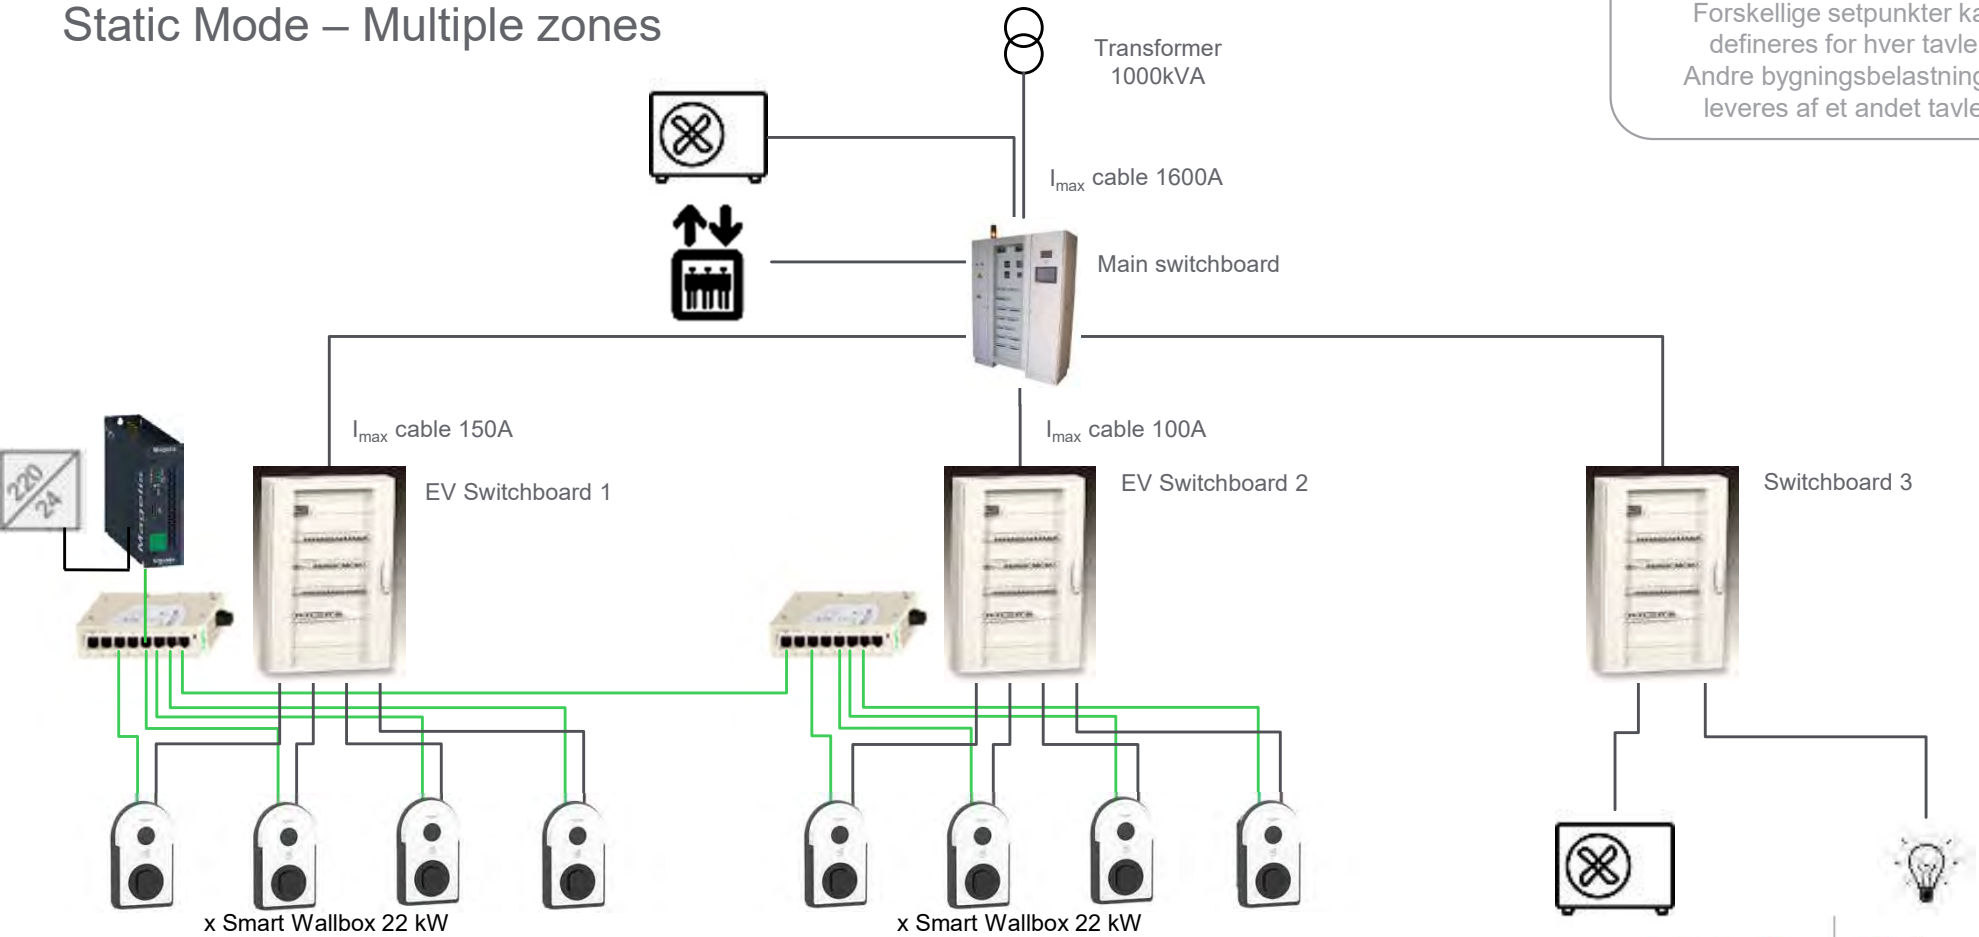 Static Mode – Multiple zones
Forskellige setpunkter ka
defineres for hver tavle
Andre bygningsbelastning
leveres af et andet tavle
Transformer
1000kVA
Imax cable 1600A
Main switchboard
Imax cable 150A
Imax cable 100A
EV Switchboard 1
EV Switchboard 2
Switchboard 3
220
24
Magelis
x Smart Wallbox 22 kW
x Smart Wallbox 22 kW